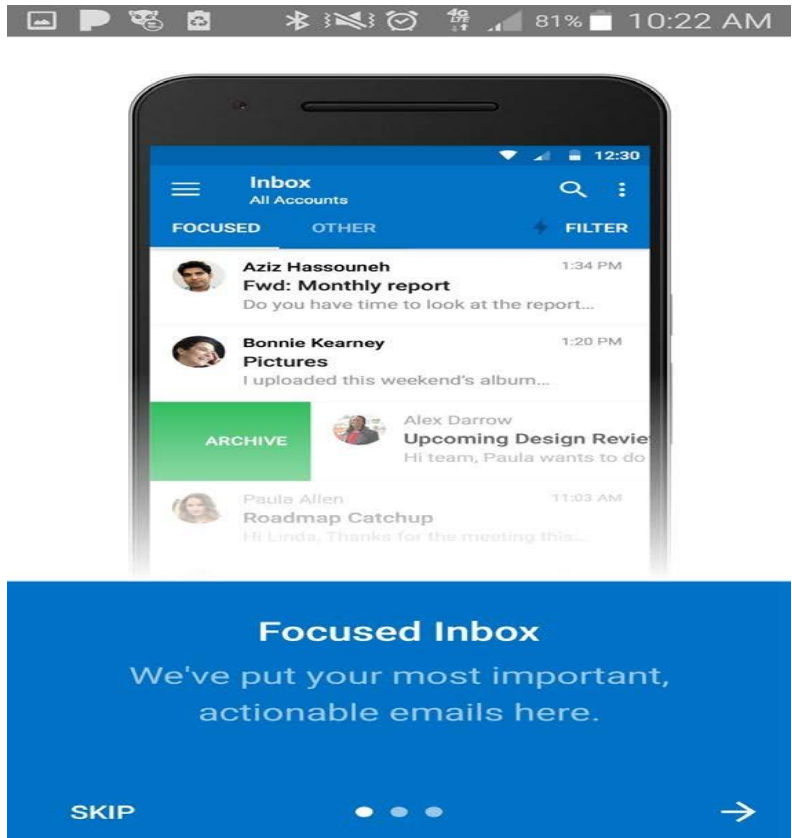 4G
LTE
81% 10:22 AM
12:30
Inbox
All Accounts
FOCUSED OTHER FILTER
Aziz Hassouneh 1:34 PM
Fwd: Monthly report
Do you have time to look at the report...
Bonnie Kearney 1:20 PM
Pictures
I uploaded this weekend's album...
ARCHIVE
Alex Darrow
Upcoming Design Revie
Hi team, Paula wants to do
Paula Allen 11:03 AM
Roadmap Catchup
Hi Linda, Thanks for the meeting this...
Focused Inbox
We've put your most important,
actionable emails here.
SKIP